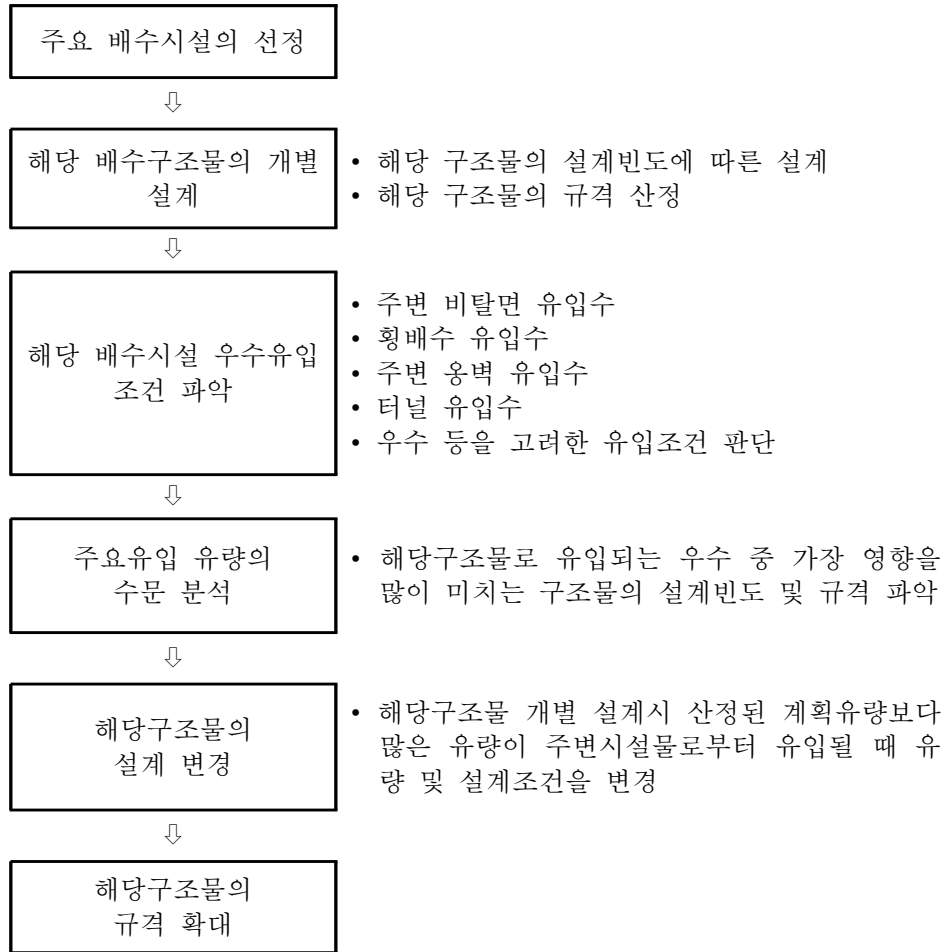 주요 배수시설의 선정
⇩
해당 배수구조물의 개별
설계
• 해당 구조물의 설계빈도에 따른 설계
• 해당 구조물의 규격 산정
⇩
해당 배수시설 우수유입
조건 파악
• 주변 비탈면 유입수
• 횡배수 유입수
• 주변 옹벽 유입수
• 터널 유입수
• 우수 등을 고려한 유입조건 판단
⇩
주요유입 유량의
수문 분석
• 해당구조물로 유입되는 우수 중 가장 영향을
많이 미치는 구조물의 설계빈도 및 규격 파악
⇩
해당구조물의
설계 변경
• 해당구조물 개별 설계시 산정된 계획유량보다
많은 유량이 주변시설물로부터 유입될 때 유
량 및 설계조건을 변경
⇩
해당구조물의
규격 확대